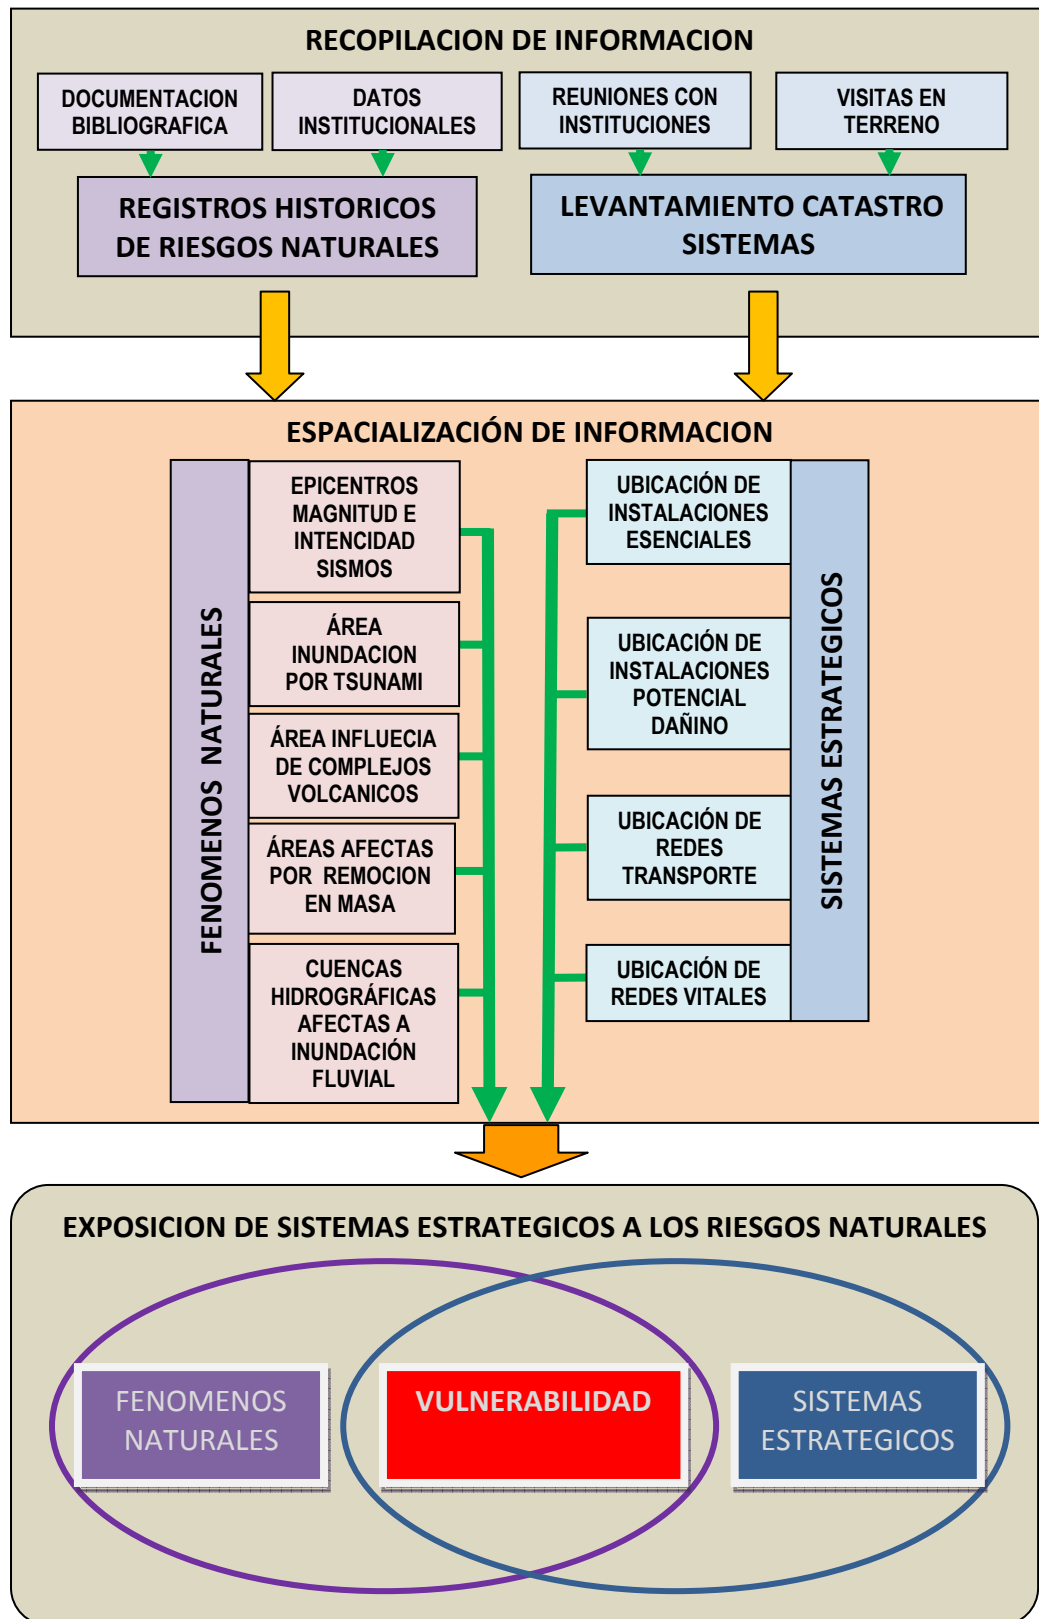 RECOPILACION DE INFORMACION
DOCUMENTACION
BIBLIOGRAFICA
DATOS
INSTITUCIONALES
REUNIONES CON
INSTITUCIONES
VISITAS EN
TERRENO
REGISTROS HISTORICOS
DE RIESGOS NATURALES
LEVANTAMIENTO CATASTRO
SISTEMAS
ESPACIALIZACIÓN DE INFORMACION
FENOMENOS NATURALES
EPICENTROS
MAGNITUD E
INTENCIDAD
SISMOS
ÁREA
INUNDACION
POR TSUNAMI
ÁREA INFLUECIA
DE COMPLEJOS
VOLCANICOS
ÁREAS AFECTAS
POR REMOCION
EN MASA
CUENCAS
HIDROGRÁFICAS
AFECTAS A
INUNDACIÓN
FLUVIAL
UBICACIÓN DE
INSTALACIONES
ESENCIALES
UBICACIÓN DE
INSTALACIONES
POTENCIAL
DAÑINO
UBICACIÓN DE
REDES
TRANSPORTE
UBICACIÓN DE
REDES VITALES
SISTEMAS ESTRATEGICOS
EXPOSICION DE SISTEMAS ESTRATEGICOS A LOS RIESGOS NATURALES
FENOMENOS
NATURALES
VULNERABILIDAD
SISTEMAS
ESTRATEGICOS